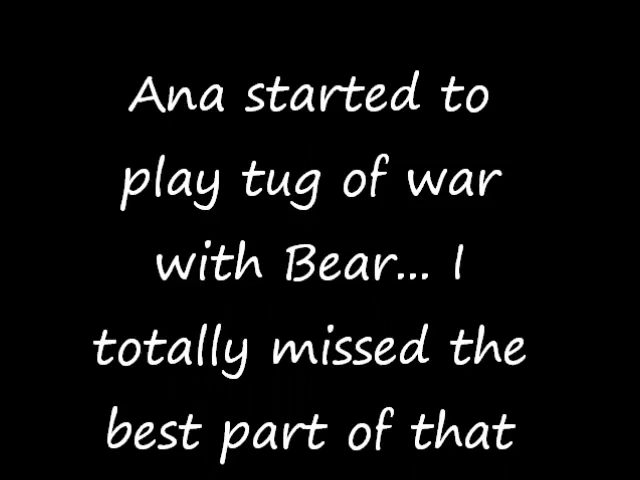 Ana started to
play tug of war
with Bear... I
totally missed the
best part of that